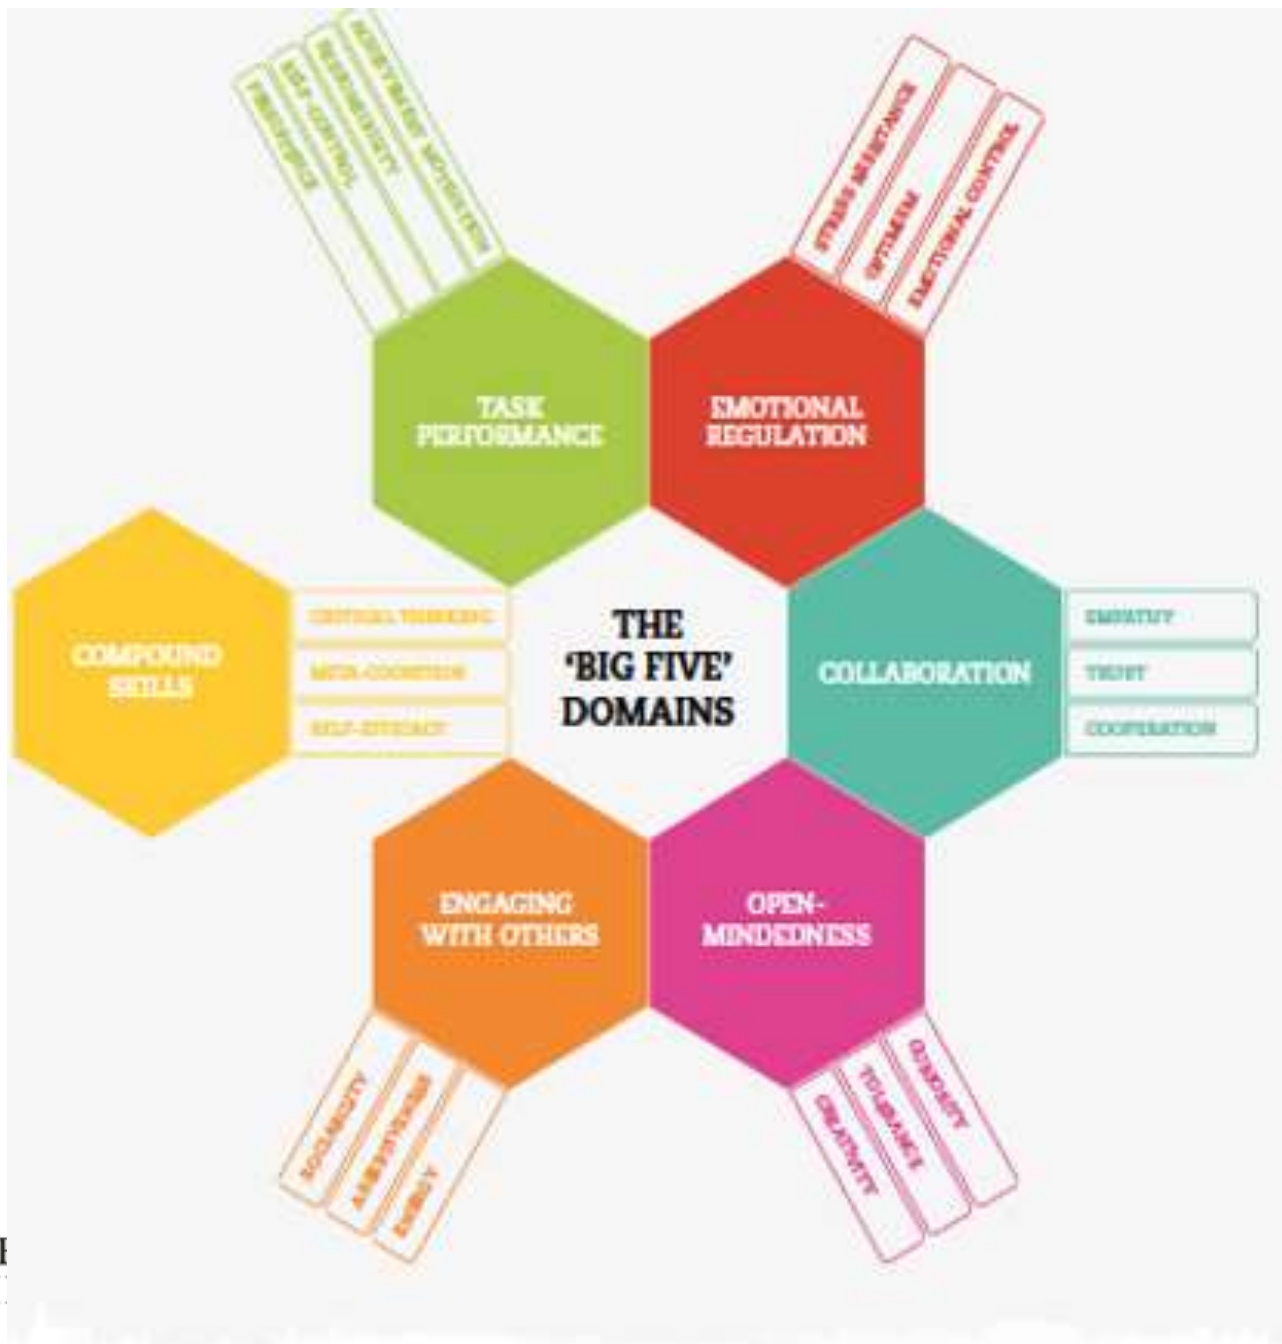 ACHIEVEMENT MOTIVATION
RESPONSIBILITY
SELF-CONTROL
PERSISTENCE
STRESS RESISTANCE
OPTIMISM
EMOTIONAL CONTROL
TASK
PERFORMANCE
EMOTIONAL
REGULATION
COMPOUND
SKILLS
CRITICAL THINKING
META-COGNITION
SELF-EFFICACY
THE
‘BIG FIVE’
DOMAINS
COLLABORATION
EMPATHY
TRUST
COOPERATION
ENGAGING
WITH OTHERS
OPEN-
MINDEDNESS
SOCIABILITY
ASSERTIVENESS
ENERGY
CURIOSITY
TOLERANCE
CREATIVITY